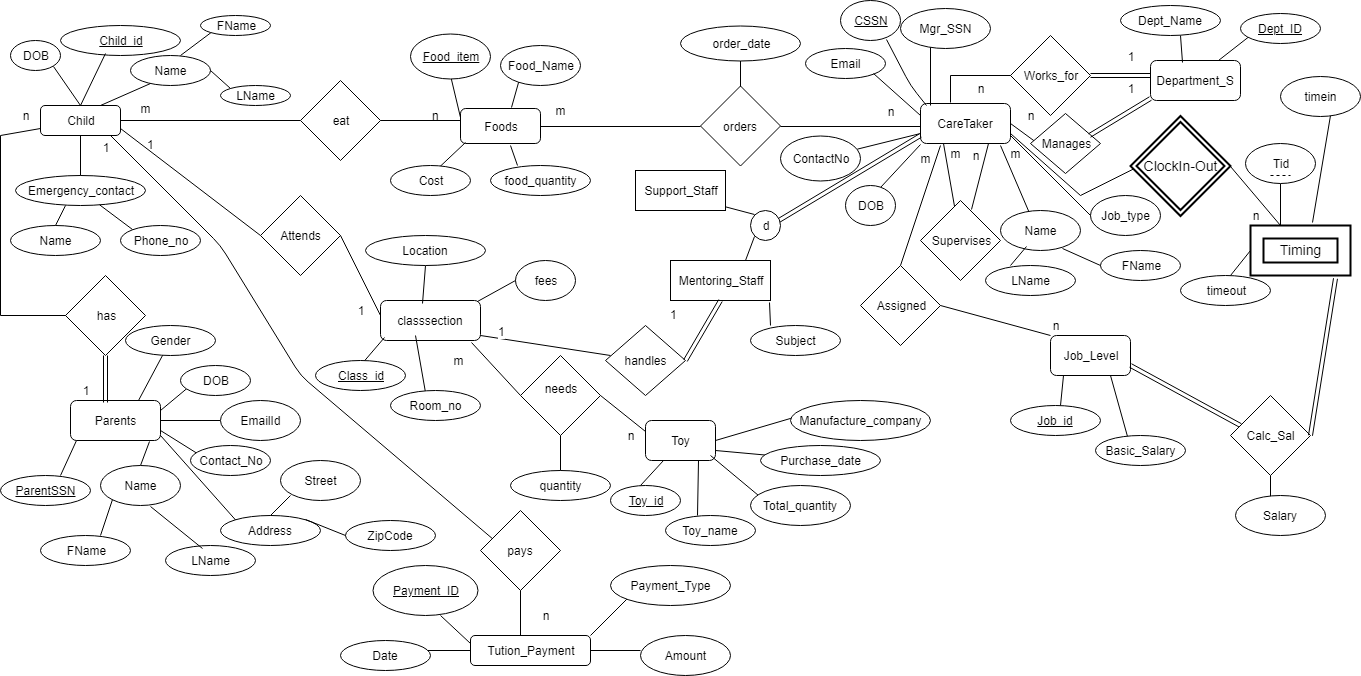 FName
CSSN
Mgr_SSN
Dept_Name
Dept_ID
Child_id
DOB
order_date
Name
Food_item
Food_Name
Email
Works_for
1
Department_S
LName
n
1
timein
n
m
n
m
n
n
Child
eat
Foods
orders
CareTaker
Manages
1
1
ContactNo
m
m
n
m
ClockIn-Out
Tid
Emergency_contact
Cost
food_quantity
Support_Staff
DOB
Job_type
n
Name
Phone_no
Attends
d
Supervises
Name
Timing
Location
fees
Mentoring_Staff
LName
FName
timeout
has
1
classsection
1
1
Assigned
n
Gender
Subject
m
handles
Job_Level
DOB
Class_id
needs
1
Room_no
Parents
EmailId
n
Toy
Manufacture_company
Job_id
Calc_Sal
Contact_No
Purchase_date
Basic_Salary
ParentSSN
Name
Street
quantity
Toy_id
Total_quantity
Salary
FName
LName
Address
ZipCode
Toy_name
pays
Payment_ID
Payment_Type
n
Date
Tution_Payment
Amount